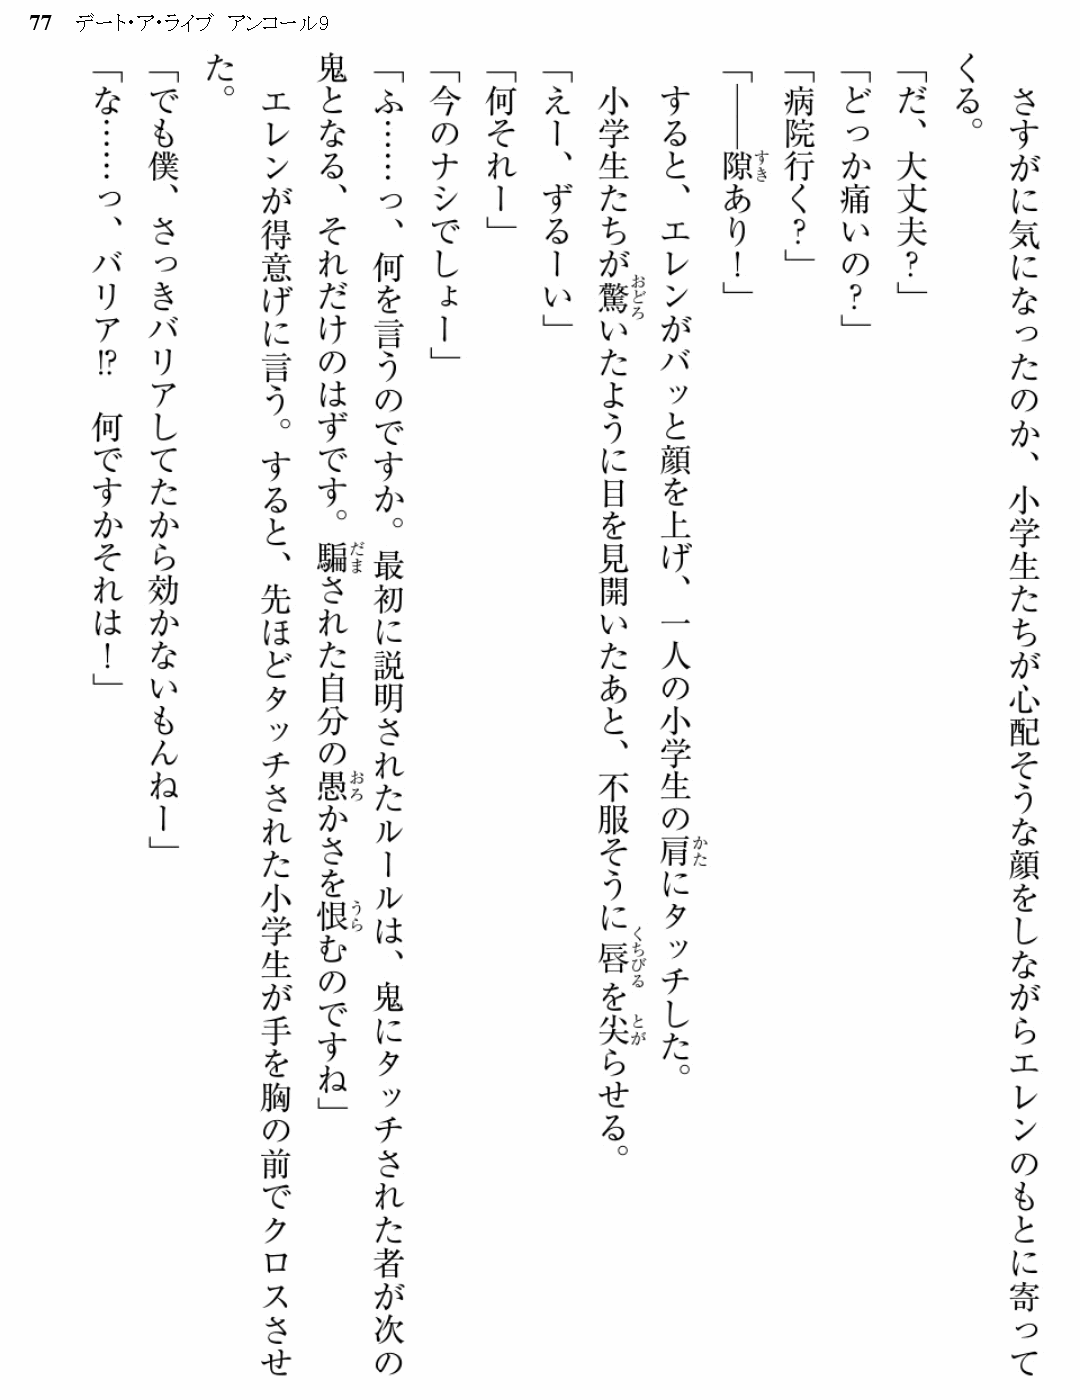 77 デート・ア・ライブ アンコール9
　さすがに気になったのか、小学生たちが心配そうな顔をしながらエレンのもとに寄って
くる。
「だ、大丈夫？」
「どっか痛いの？」
「病院行く？」
「――隙あり！」
　すると、エレンがバッと顔を上げ、一人の小学生の肩にタッチした。
　小学生たちが驚いたように目を見開いたあと、不服そうに唇を尖らせる。
「えー、ずるーい」
「何それー」
「今のナシでしょー」
「ふ……っ、何を言うのですか。最初に説明されたルールは、鬼にタッチされた者が次の
鬼となる、それだけのはずです。騙された自分の愚かさを恨むのですね」
　エレンが得意げに言う。すると、先ほどタッチされた小学生が手を胸の前でクロスさせ
た。
「でも僕、さっきバリアしてたから効かないもんねー」
「な……っ、バリア!?　何ですかそれは！」